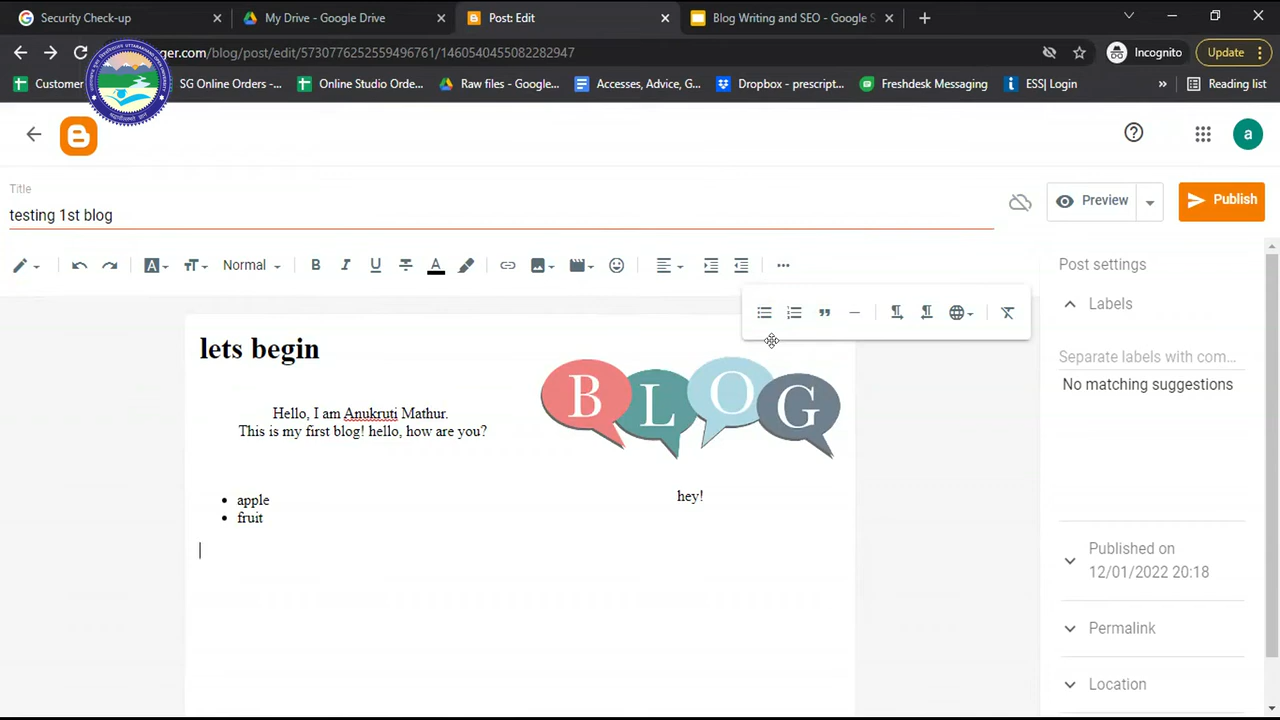 Security Check-up
My Drive - Google Drive
Post: Edit
Blog Writing and SEO - Google S
ger.com/blog/post/edit/5730776252559496761/1460540455082282947
Incognito
Update
Customer
SG Online Orders -...
Online Studio Orde...
Raw files - Google...
Accesses, Advice, G...
Dropbox - py
Freshdesk Messaging
ESS| Login
Reading list
a
Title
testing 1st blog
Preview
Publish
Normal
B I U A
Post settings
Labels
Separate labels with com...
No matching suggestions
lets begin
BLOG
Hello, I am Anukruti Mathur.
This is my first blog! hello, how are you?
hey!
apple
fruit
Published on
12/01/2022 20:18
Permalink
Location